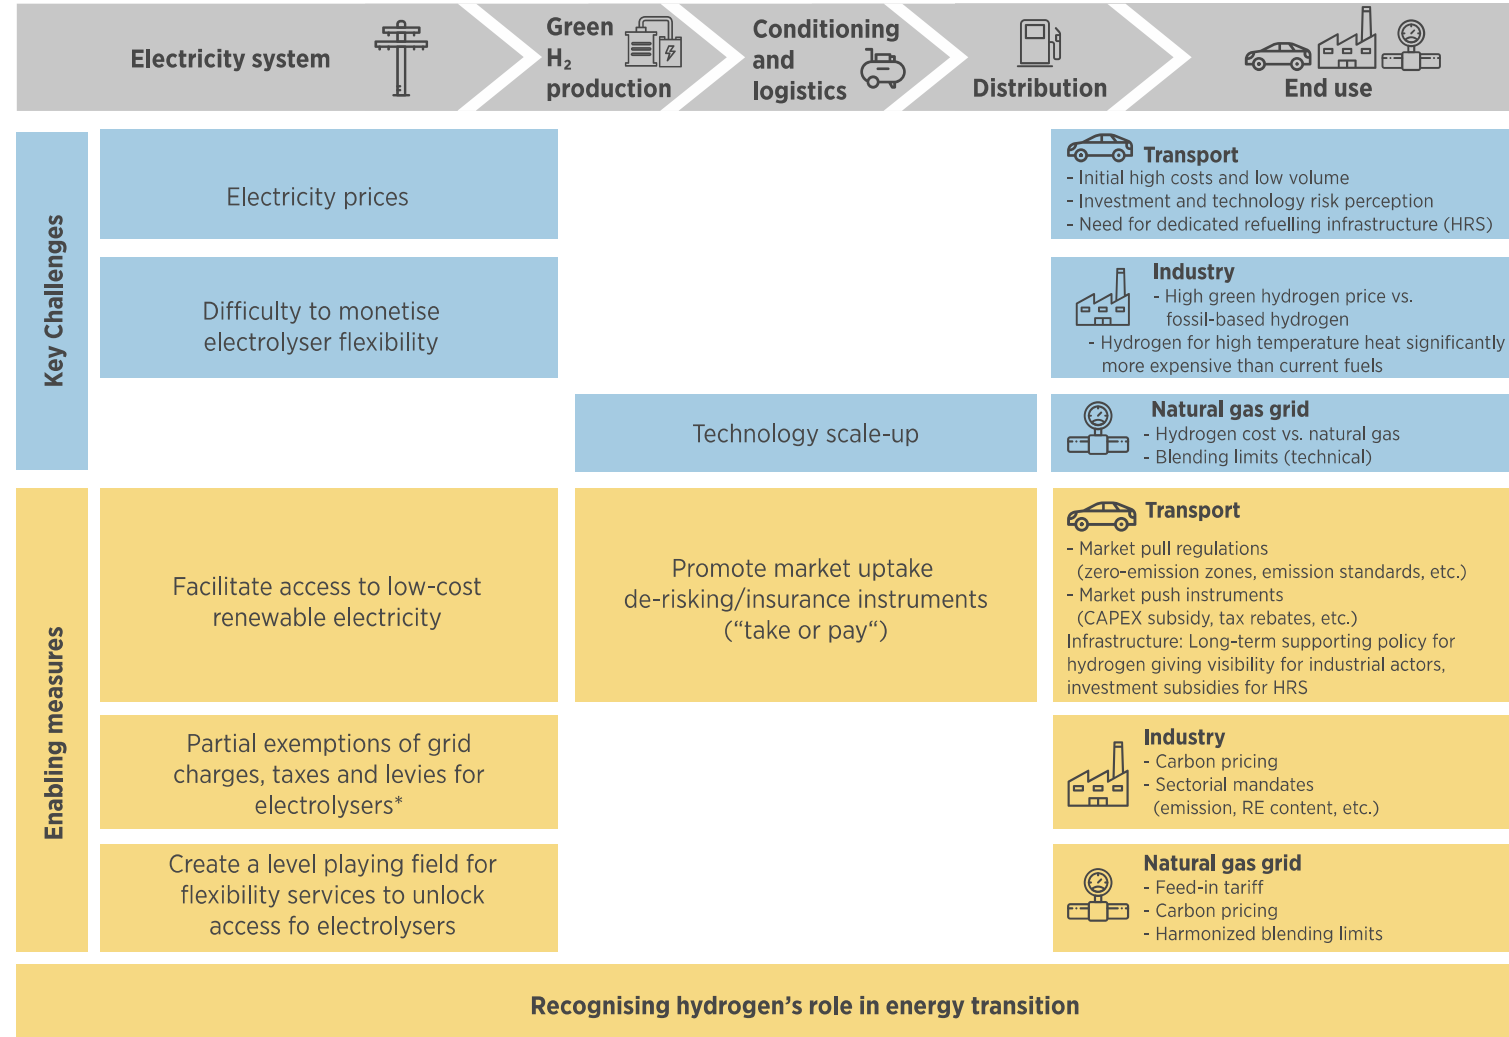 Electricity system
Green
H₂
production
Conditioning
and
logistics
Distribution
End use
Key Challenges
Electricity prices
Difficulty to monetise
electrolyser flexibility
Technology scale-up
Transport
- Initial high costs and low volume
- Investment and technology risk perception
- Need for dedicated refuelling infrastructure (HRS)
Industry
- High green hydrogen price vs.
fossil-based hydrogen
- Hydrogen for high temperature heat significantly
more expensive than current fuels
Natural gas grid
- Hydrogen cost vs. natural gas
- Blending limits (technical)
Enabling measures
Facilitate access to low-cost
renewable electricity
Partial exemptions of grid
charges, taxes and levies for
electrolysers*
Create a level playing field for
flexibility services to unlock
access fo electrolysers
Promote market uptake
de-risking/insurance instruments
(“take or pay“)
Transport
- Market pull regulations
(zero-emission zones, emission standards, etc.)
- Market push instruments
(CAPEX subsidy, tax rebates, etc.)
Infrastructure: Long-term supporting policy for
hydrogen giving visibility for industrial actors,
investment subsidies for HRS
Industry
- Carbon pricing
- Sectorial mandates
(emission, RE content, etc.)
Natural gas grid
- Feed-in tariff
- Carbon pricing
- Harmonized blending limits
Recognising hydrogen’s role in energy transition